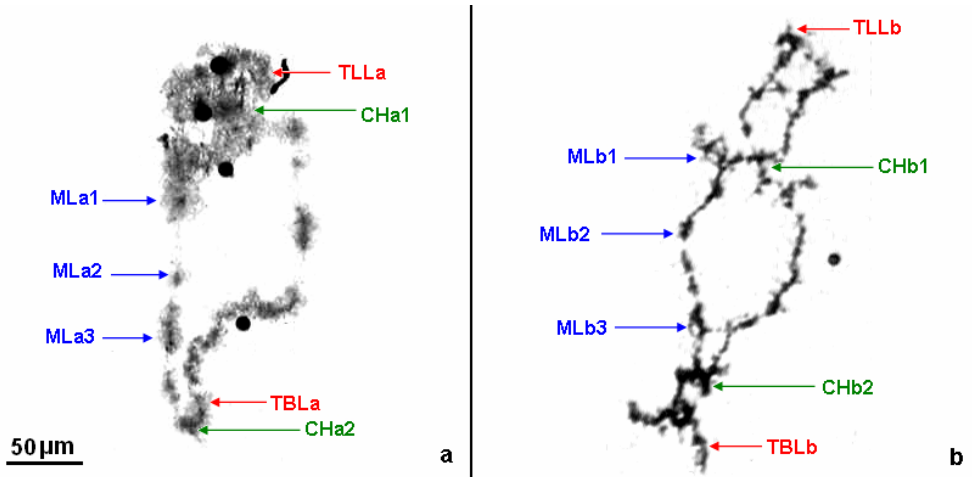 TLLa
CHa1
MLa1
MLa2
MLa3
TBLa
CHa2
50 µm
a
TLLb
MLb1
CHb1
MLb2
MLb3
CHb2
TBLb
b